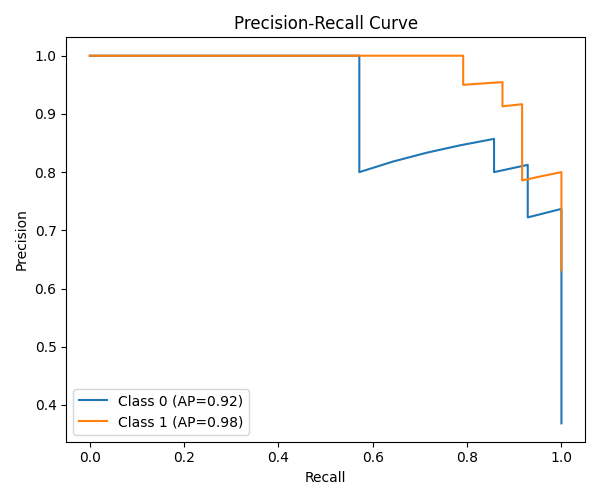 Precision-Recall Curve
1.0
0.9
0.8
0.7
0.6
0.5
0.4
Precision
Class 0 (AP=0.92)
Class 1 (AP=0.98)
0.0 0.2 0.4 0.6 0.8 1.0
Recall